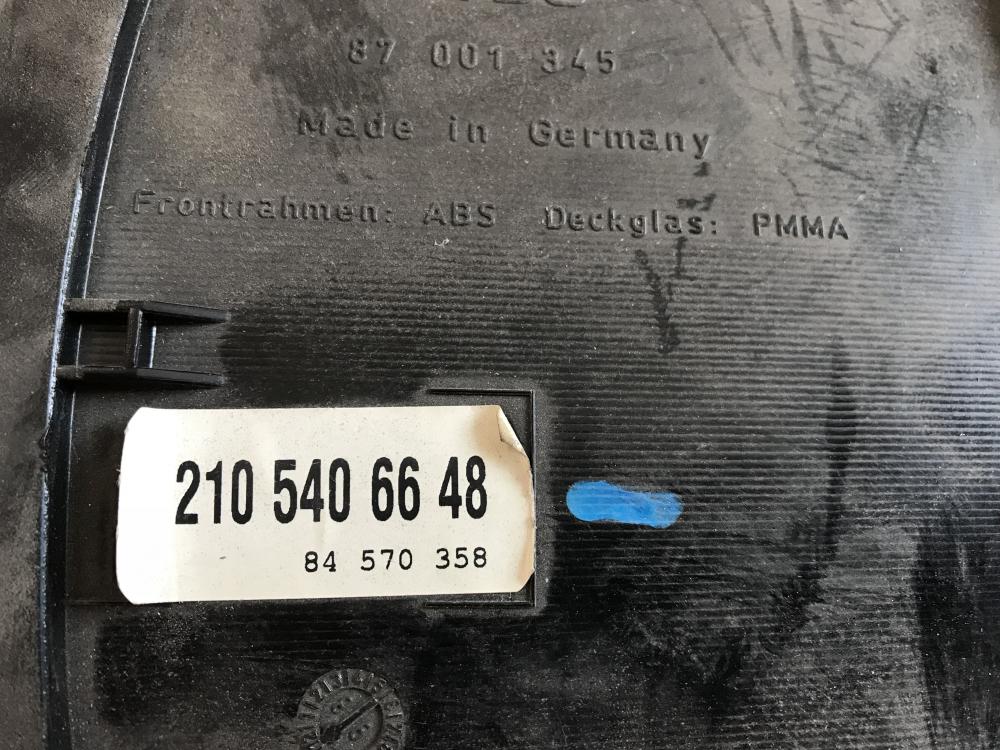 87 001 345
Made in Germany
Frontrahmen: ABS Deckglas: PMMA
210 540 66 48
84 570 358